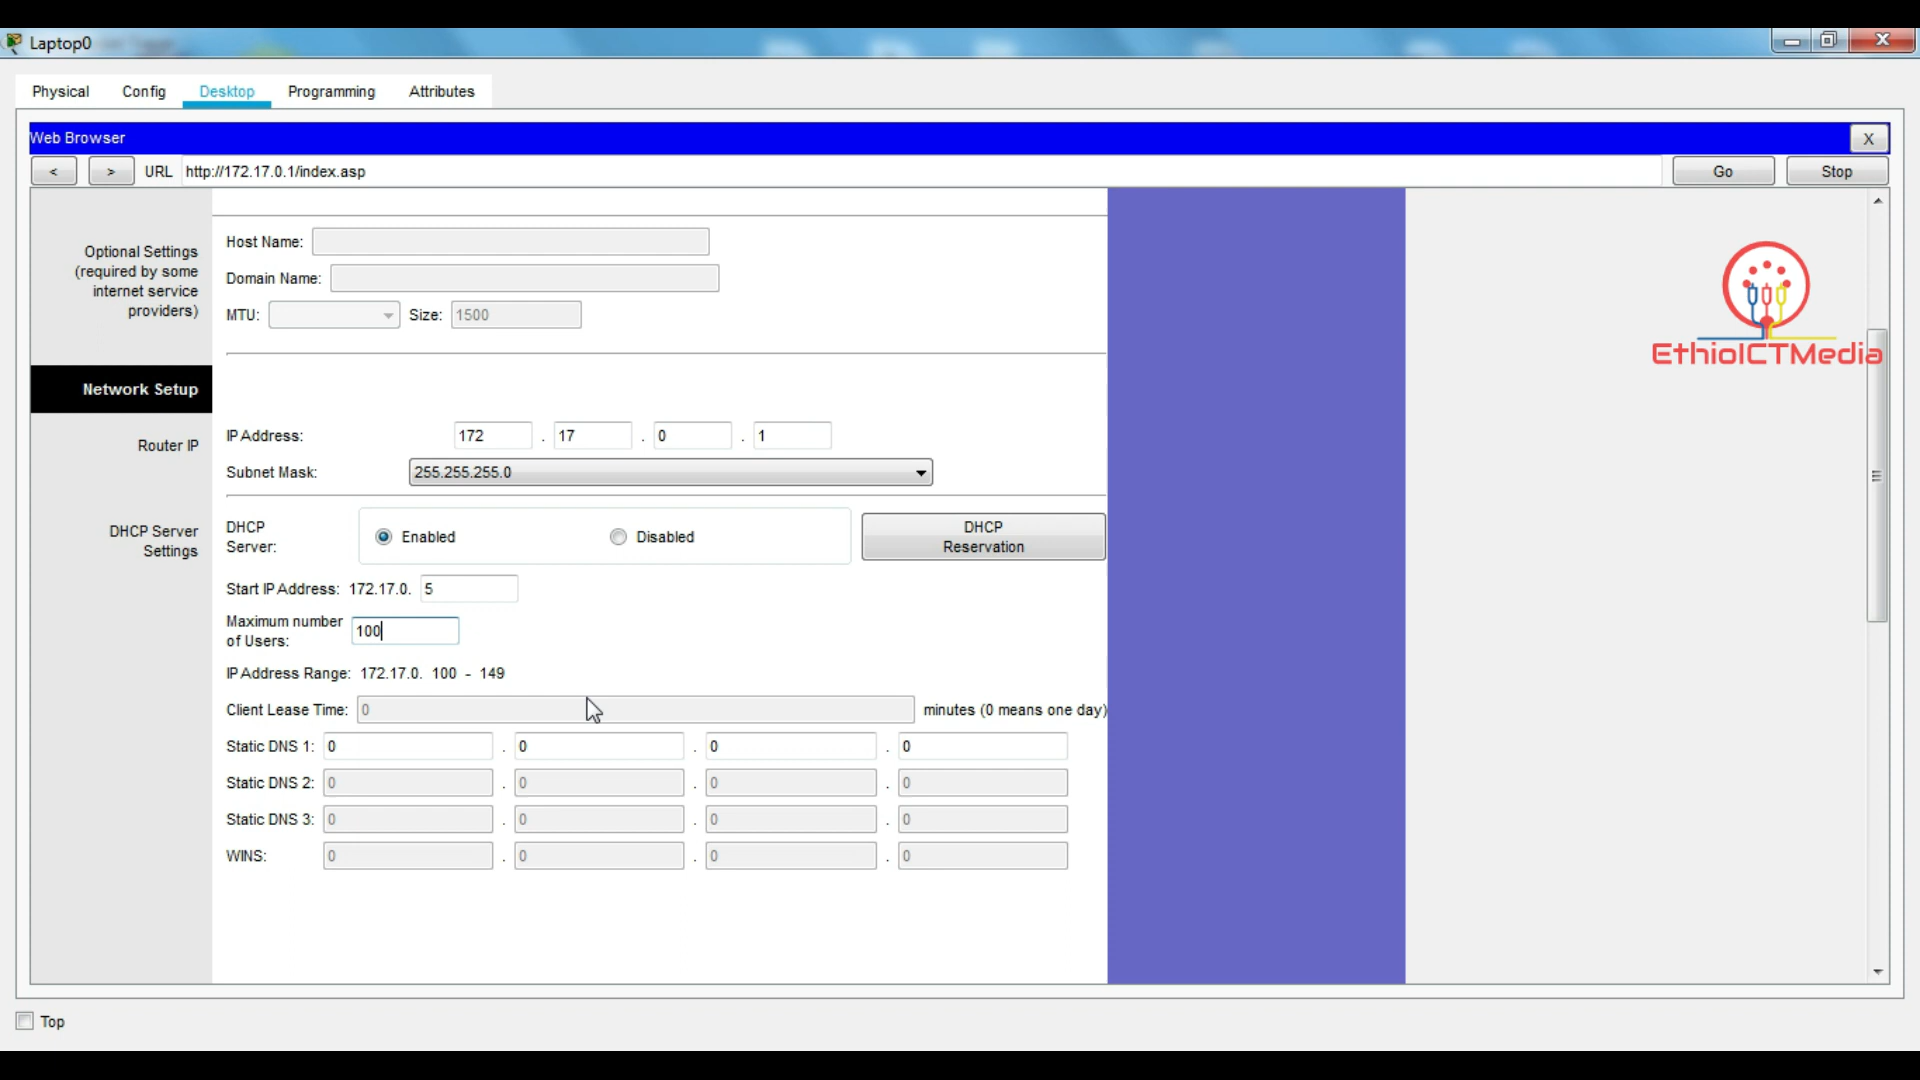 Laptop0
Physical Config Desktop Programming Attributes
Web Browser X
< > URL http://172.17.0.1/index.asp Go Stop
Optional Settings
(required by some
internet service
providers)
Host Name:
Domain Name:
MTU: Size: 1500
EthioICTMedia
Network Setup
Router IP
IP Address: 172 . 17 . 0 . 1
Subnet Mask: 255.255.255.0
DHCP Server
Settings
DHCP
Server:
Enabled Disabled
DHCP
Reservation
Start IP Address: 172.17.0. 5
Maximum number
of Users:
100
IP Address Range: 172.17.0. 100 - 149
Client Lease Time: 0 minutes (0 means one day)
Static DNS 1: 0 . 0 . 0 . 0
Static DNS 2: 0 . 0 . 0 . 0
Static DNS 3: 0 . 0 . 0 . 0
WINS: 0 . 0 . 0 . 0
Top